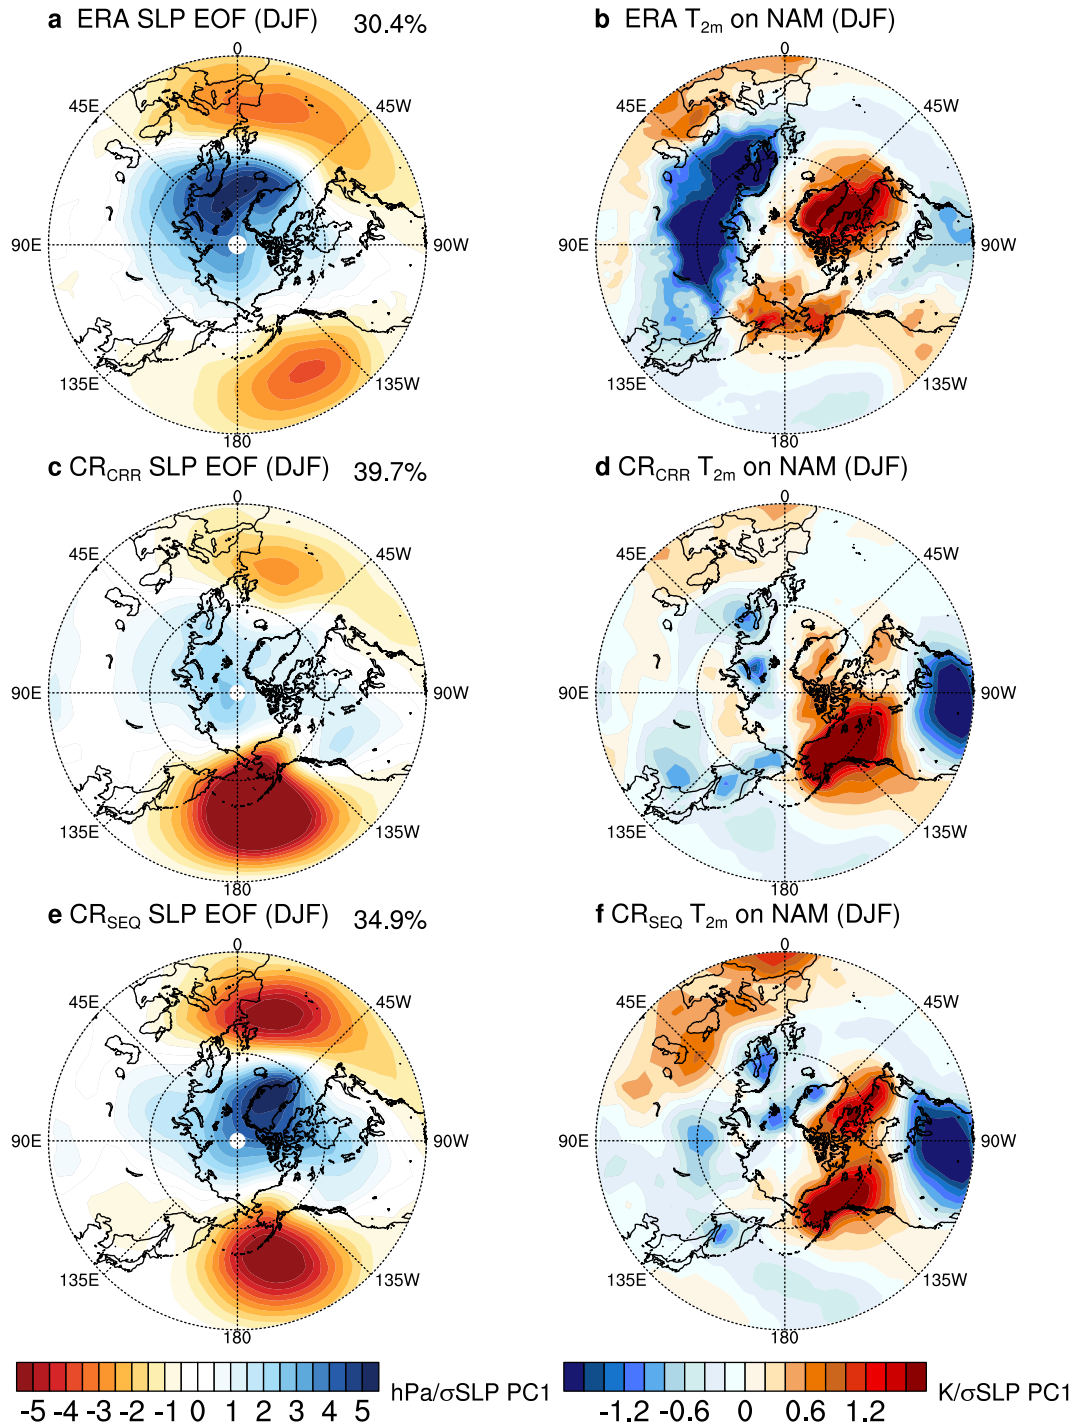 a ERA SLP EOF (DJF) 30.4%
b ERA T2m on NAM (DJF)
0
45E
45W
90E
90W
135E
135W
180
0
45E
45W
90E
90W
135E
135W
180
c CRCRR SLP EOF (DJF) 39.7%
d CRCRR T2m on NAM (DJF)
0
45E
45W
90E
90W
135E
135W
180
0
45E
45W
90E
90W
135E
135W
180
e CRSEQ SLP EOF (DJF) 34.9%
f CRSEQ T2m on NAM (DJF)
0
45E
45W
90E
90W
135E
135W
180
0
45E
45W
90E
90W
135E
135W
180
-5 -4 -3 -2 -1 0 1 2 3 4 5 hPa/σSLP PC1
-1.2 -0.6 0 0.6 1.2 K/σSLP PC1